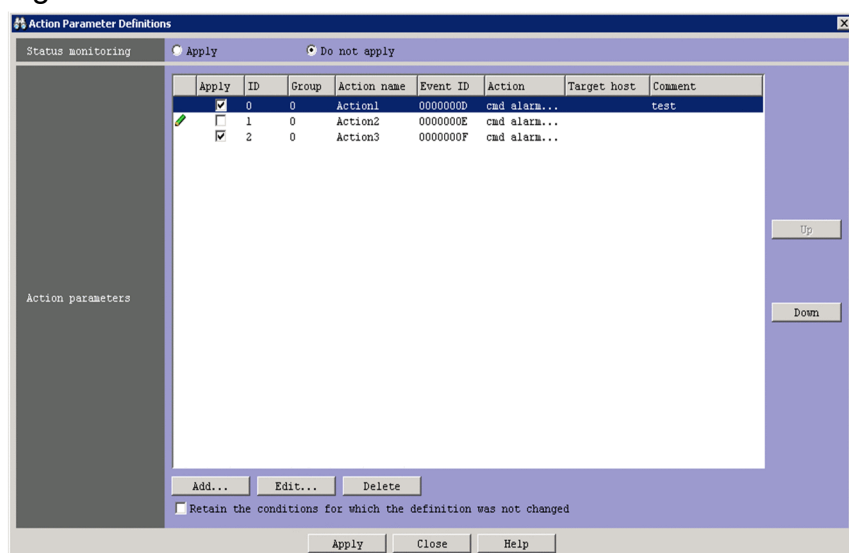 Action Parameter Definitions
Status monitoring Apply Do not apply
Apply ID Group Action name Event ID Action Target host Comment
0 0 Action1 0000000D cmd alarm... test
1 0 Action2 0000000E cmd alarm...
2 0 Action3 0000000F cmd alarm...
Up
Action parameters
Down
Add... Edit... Delete
Retain the conditions for which the definition was not changed
Apply Close Help